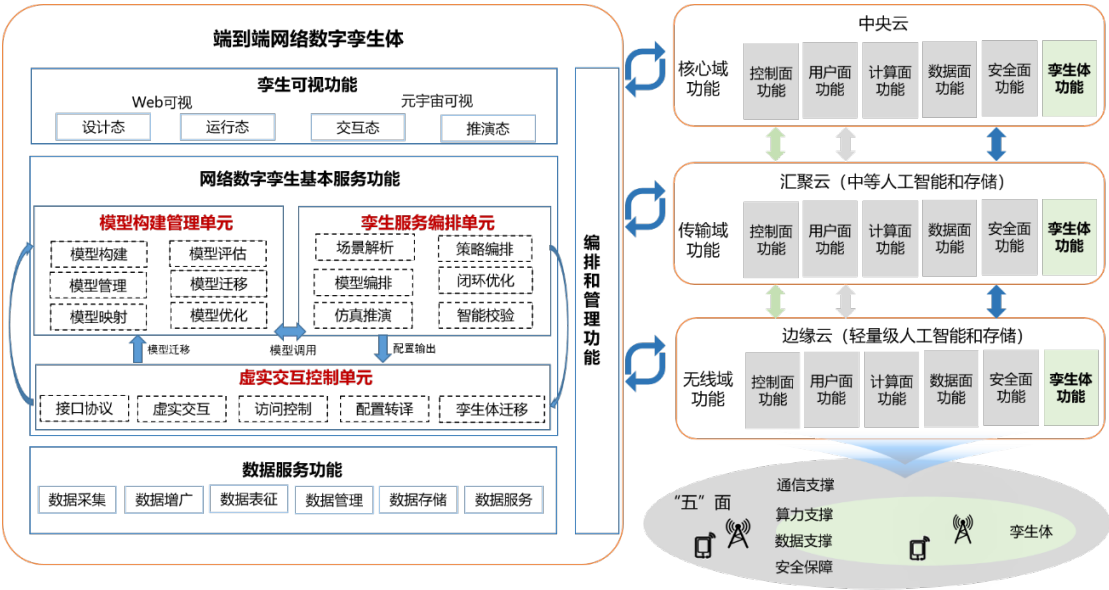 端到端网络数字孪生体
孪生可视功能
Web可视
元宇宙可视
设计态
运行态
交互态
推演态
网络数字孪生基本服务功能
模型构建管理单元
模型构建
模型评估
模型管理
模型迁移
模型映射
模型优化
孪生服务编排单元
场景解析
策略编排
模型编排
闭环优化
仿真推演
智能校验
模型迁移
模型调用
配置输出
虚实交互控制单元
接口协议
虚实交互
访问控制
配置转译
孪生体迁移
数据服务功能
数据采集
数据增广
数据表征
数据管理
数据存储
数据服务
编排和管理功能
中央云
核心域
功能
控制面
功能
用户面
功能
计算面
功能
数据面
功能
安全面
功能
孪生体
功能
汇聚云（中等人工智能和存储）
传输域
功能
控制面
功能
用户面
功能
计算面
功能
数据面
功能
安全面
功能
孪生体
功能
边缘云（轻量级人工智能和存储）
无线域
功能
控制面
功能
用户面
功能
计算面
功能
数据面
功能
安全面
功能
孪生体
功能
“五”面
通信支撑
算力支撑
数据支撑
安全保障
孪生体